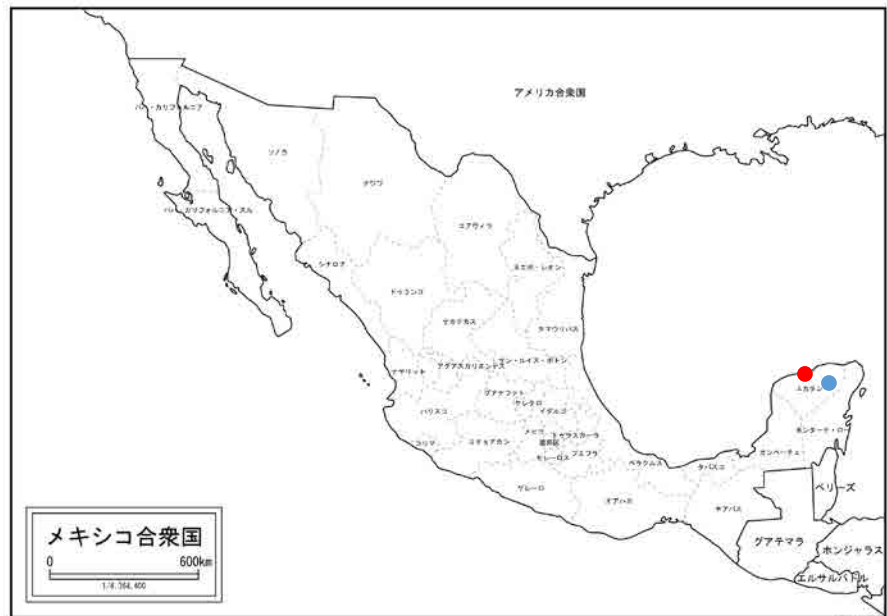 アメリカ合衆国
バハ・カリフォルニア
ソノラ
チワワ
バハ・カリフォルニア・スル
コアウィラ
シナロア
ヌエボ・レオン
ドゥランゴ
サカテカス
タマウリパス
サン・ルイス・ポトシ
アグアスカリエンテス
ナヤリット
ユカタン
グアナファト
ケレタロ
ハリスコ
イダルゴ
キンターナ・ロー
メヒコ
トラスカーラ
コリマ
ミチョアカン
連邦区
カンペーチェ
プエブラ
モレーロス
ベラクルス
タバスコ
ゲレーロ
オアハカ
チアパス
ベリーズ
グアテマラ
ホンジャラス
エルサルバドル
メキシコ合衆国
0 600km